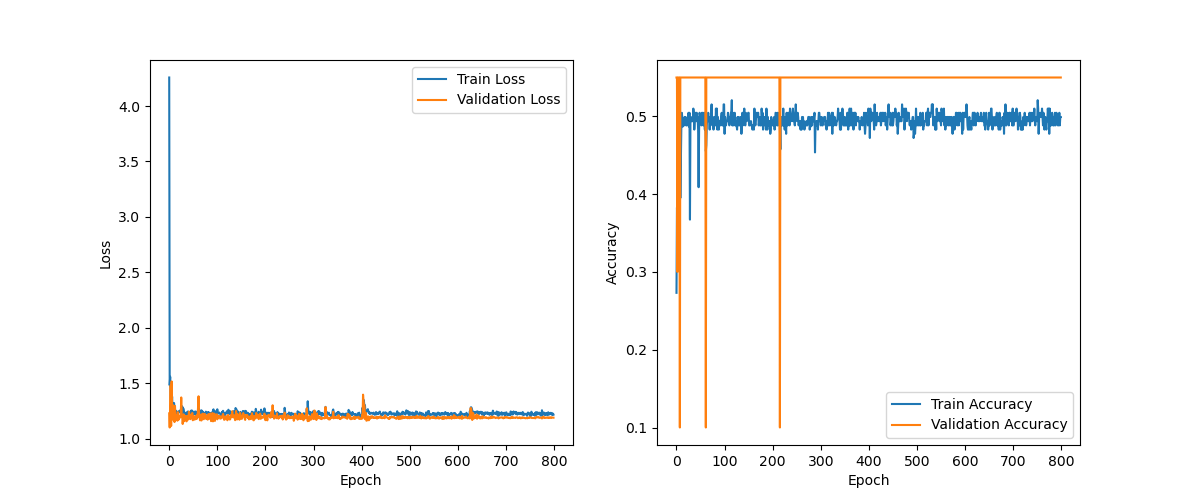 Train Loss
Validation Loss
4.0
3.5
3.0
2.5
2.0
1.5
1.0
Loss
0 100 200 300 400 500 600 700 800
Epoch
0.5
0.4
0.3
0.2
0.1
Accuracy
Train Accuracy
Validation Accuracy
0 100 200 300 400 500 600 700 800
Epoch